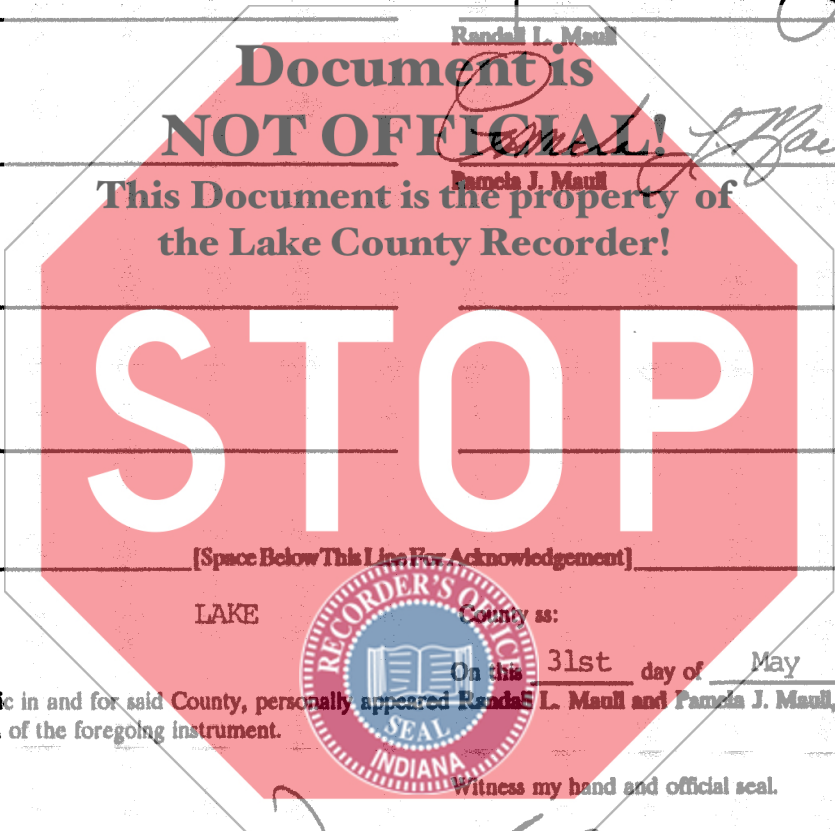 Randall L. Maull
Document is
NOT OFFICIAL!
Pamela J. Maull
Pamela J. Maull
This Document is the property of
the Lake County Recorder!
STOP
[Space Below This Line For Acknowledgement]
LAKE County ss:
On this 31st day of May
c in and for said County, personally appeared Randall L. Maull and Pamela J. Maull,
of the foregoing instrument.
RECORDER'S OFFICE
SEAL
INDIANA
Witness my hand and official seal.